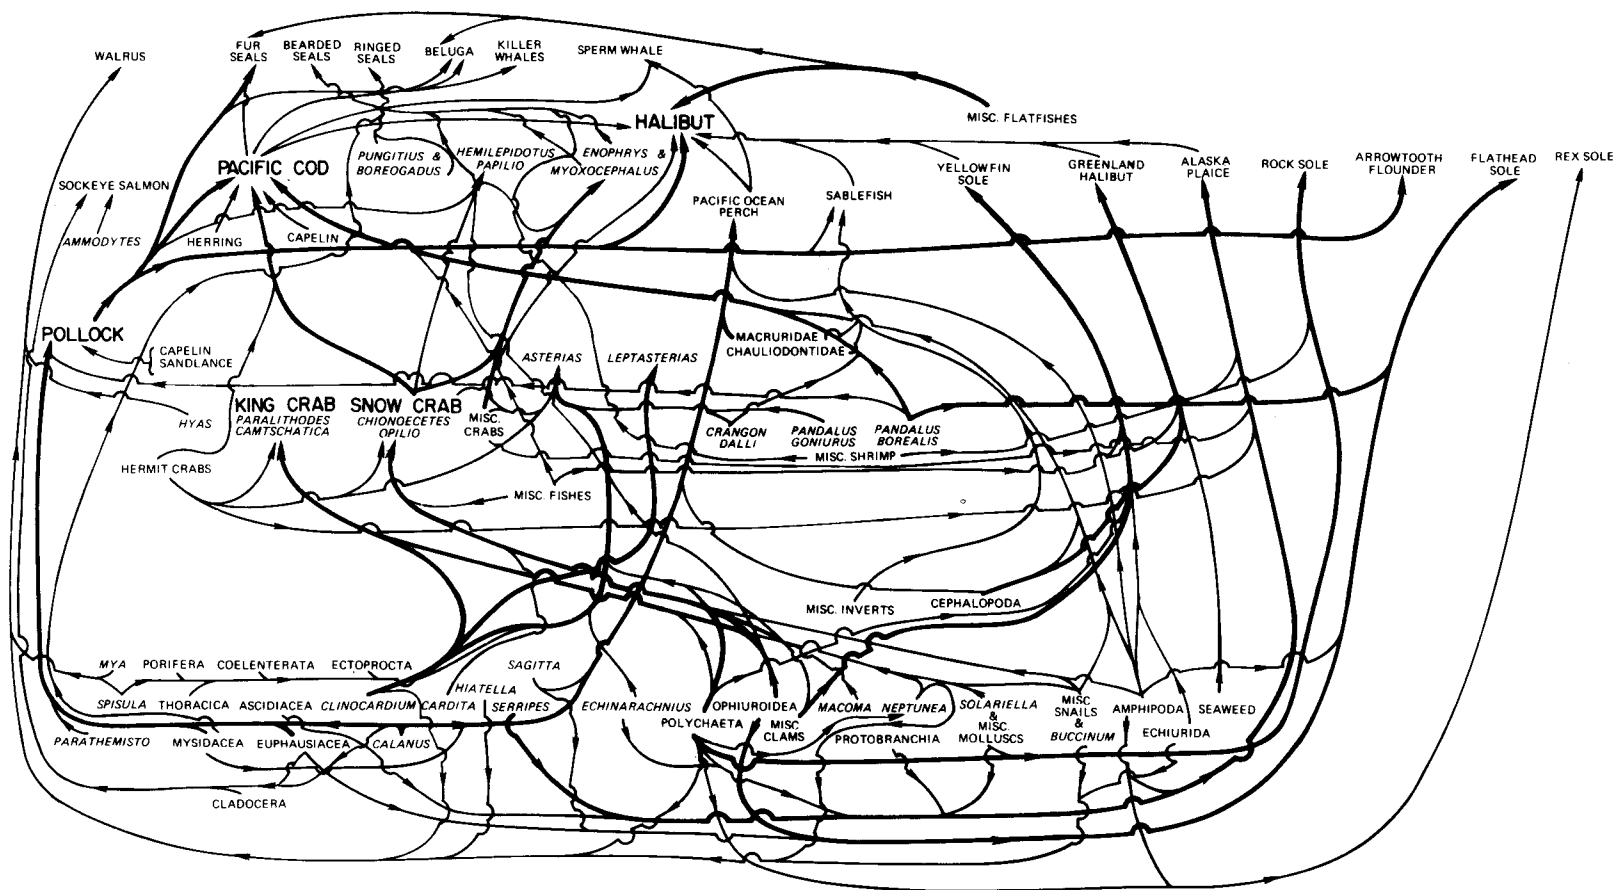 WALRUS
FUR
SEALS
BEARDED
SEALS
RINGED
SEALS
BELUGA
KILLER
WHALES
SPERM WHALE
HALIBUT
MISC. FLATFISHES
PACIFIC COD
PUNGITIUS &
BOREOGADUS
HEMILEPIDOTUS
PAPILIO
ENOPHRYS &
MYOXOCEPHALUS
YELLOWFIN
SOLE
GREENLAND
HALIBUT
ALASKA
PLAICE
ROCK SOLE
ARROWTOOTH
FLOUNDER
FLATHEAD
SOLE
REX SOLE
SOCKEYE SALMON
PACIFIC OCEAN
PERCH
SABLEFISH
AMMODYTES
HERRING
CAPELIN
POLLOCK
CAPELIN
SANDLANCE
MACRURIDAE
CHAULIODONTIDAE
ASTERIAS
LEPTASTERIAS
HYAS
KING CRAB
PARALITHODES
CAMTSCHATICA
SNOW CRAB
CHIONOECETES
OPILIO
MISC.
CRABS
CRANGON
DALLI
PANDALUS
GONIURUS
PANDALUS
BOREALIS
MISC. SHRIMP
HERMIT CRABS
MISC. FISHES
MISC. INVERTS
CEPHALOPODA
MYA
PORIFERA
COELENTERATA
ECTOPROCTA
SAGITTA
HIATELLA
SPISULA
THORACICA
ASCIDIACEA
CLINOCARDIUM
CARDITA
SERRIPES
ECHINARACHNIUS
OPHIUROIDEA
POLYCHAETA
MISC
CLAMS
MACOMA
NEPTUNEA
SOLARIELLA
&
MISC.
MOLLUSCS
MISC
SNAILS
&
BUCCINUM
AMPHIPODA
SEAWEED
PARATHEMISTO
MYSIDACEA
EUPHAUSIACEA
CALANUS
PROTOBRANCHIA
ECHIURIDA
CLADOCERA